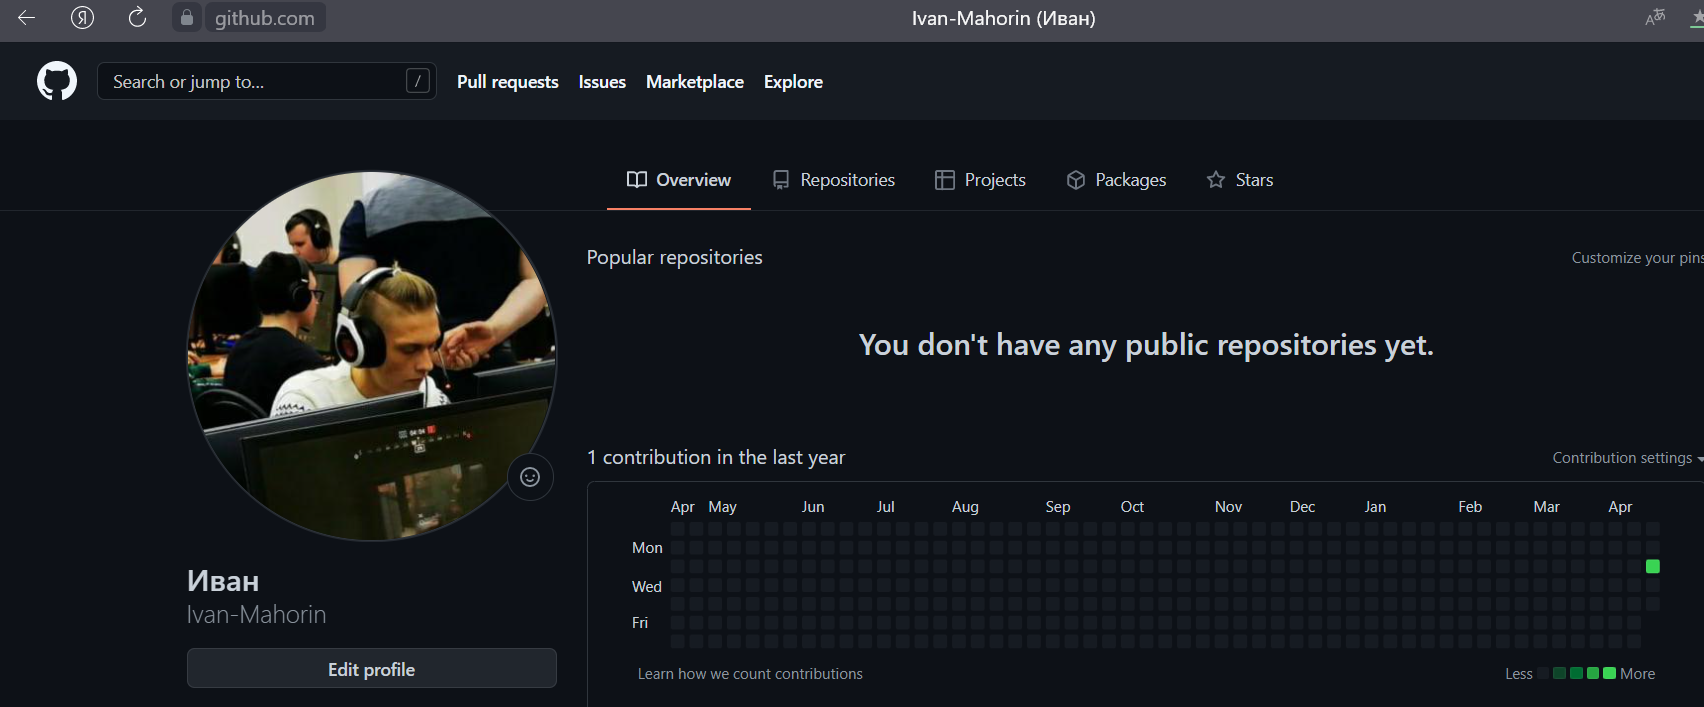 Я github.com Ivan-Mahorin (Иван)
Search or jump to... / Pull requests Issues Marketplace Explore
Overview Repositories Projects Packages Stars
Popular repositories Customize your pins
You don't have any public repositories yet.
1 contribution in the last year Contribution settings
Apr May Jun Jul Aug Sep Oct Nov Dec Jan Feb Mar Apr
Mon
Wed
Fri
Learn how we count contributions Less More
Иван
Ivan-Mahorin
Edit profile